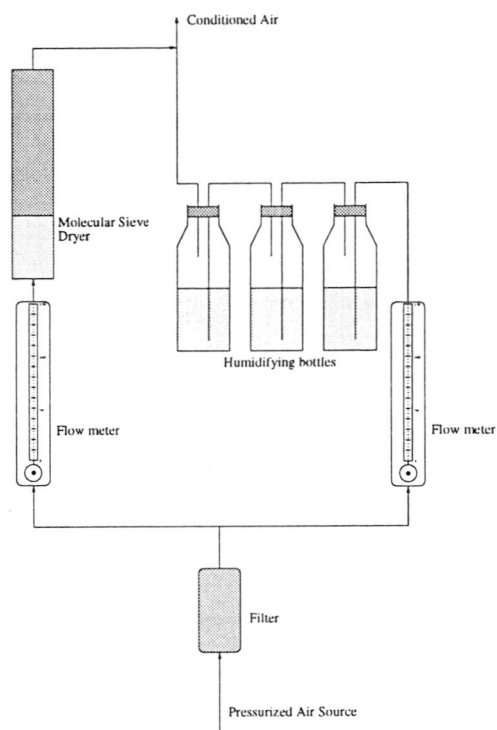 Conditioned Air
Molecular Sieve
Dryer
Humidifying bottles
Flow meter
Flow meter
Filter
Pressurized Air Source